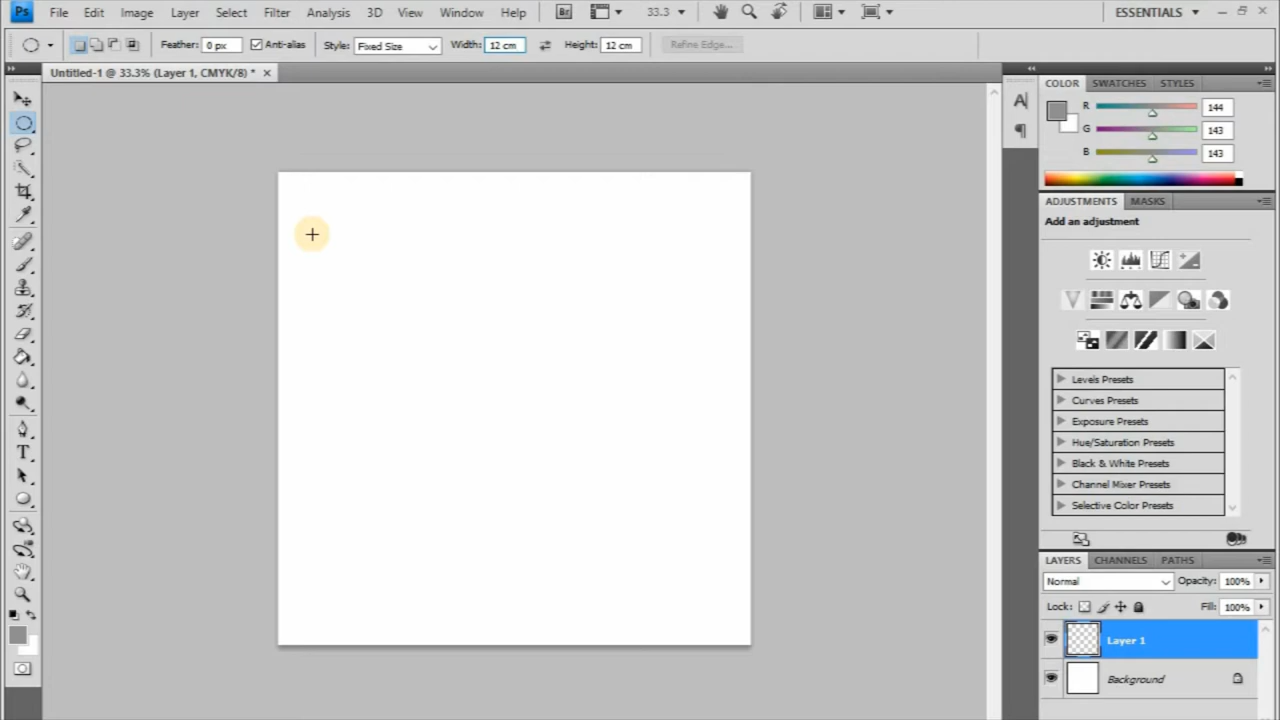 Ps File Edit Image Layer Select Filter Analysis 3D View Window Help Br 33.3 ESSENTIALS
Feather: 0 px Anti-alias Style: Fixed Size Width: 12 cm Height: 12 cm Refine Edge...
Untitled-1 @ 33.3% (Layer 1, CMYK/8) *
COLOR SWATCHES STYLES
R 144
G 143
B 143
ADJUSTMENTS MASKS
Add an adjustment
Levels Presets
Curves Presets
Exposure Presets
Hue/Saturation Presets
Black & White Presets
Channel Mixer Presets
Selective Color Presets
LAYERS CHANNELS PATHS
Normal Opacity: 100%
Lock: Fill: 100%
Layer 1
Background